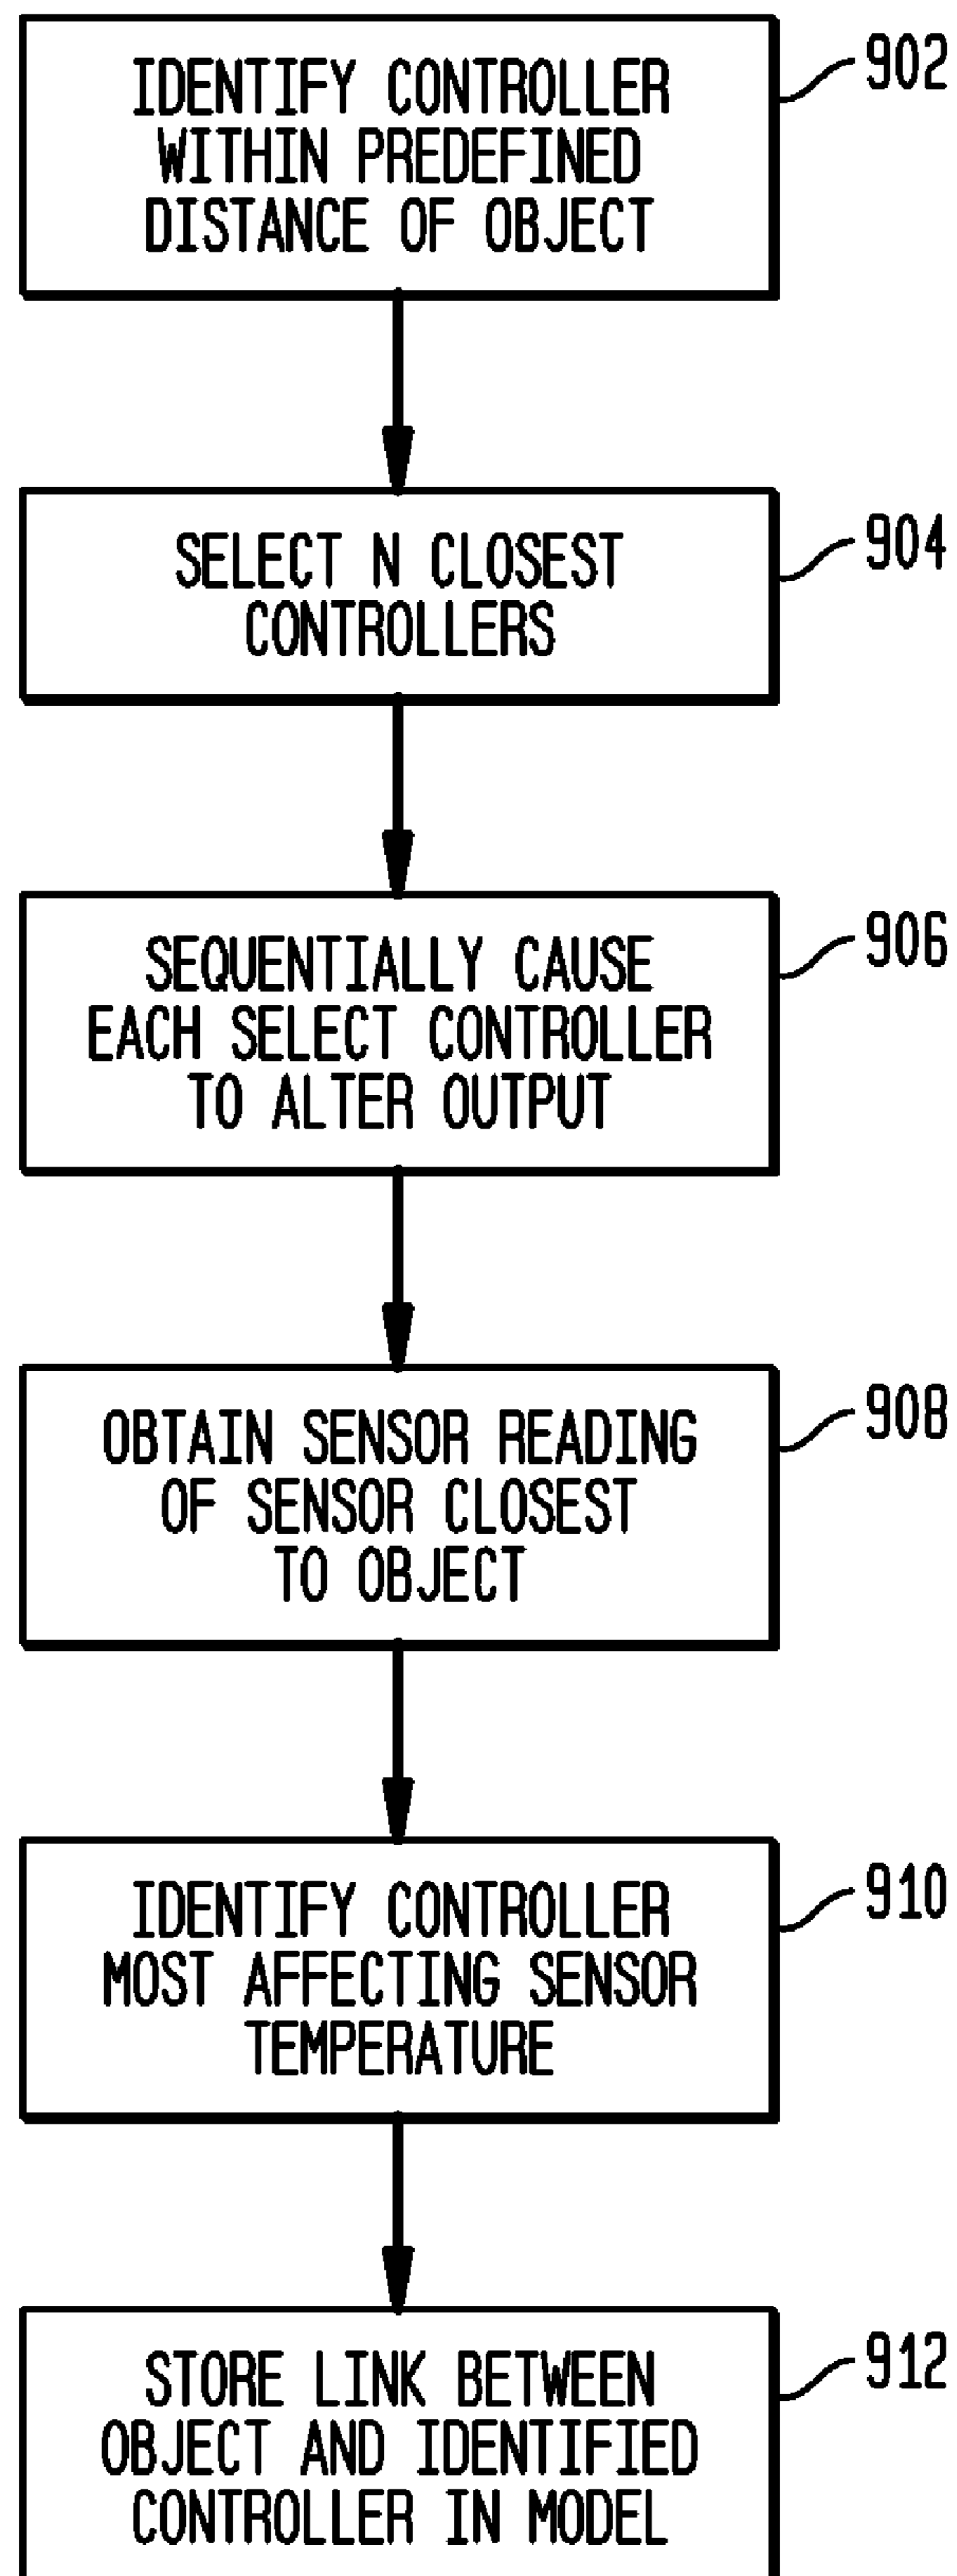 IDENTIFY CONTROLLER
WITHIN PREDEFINED
DISTANCE OF OBJECT
902
SELECT N CLOSEST
CONTROLLERS
904
SEQUENTIALLY CAUSE
EACH SELECT CONTROLLER
TO ALTER OUTPUT
906
OBTAIN SENSOR READING
OF SENSOR CLOSEST
TO OBJECT
908
IDENTIFY CONTROLLER
MOST AFFECTING SENSOR
TEMPERATURE
910
STORE LINK BETWEEN
OBJECT AND IDENTIFIED
CONTROLLER IN MODEL
912